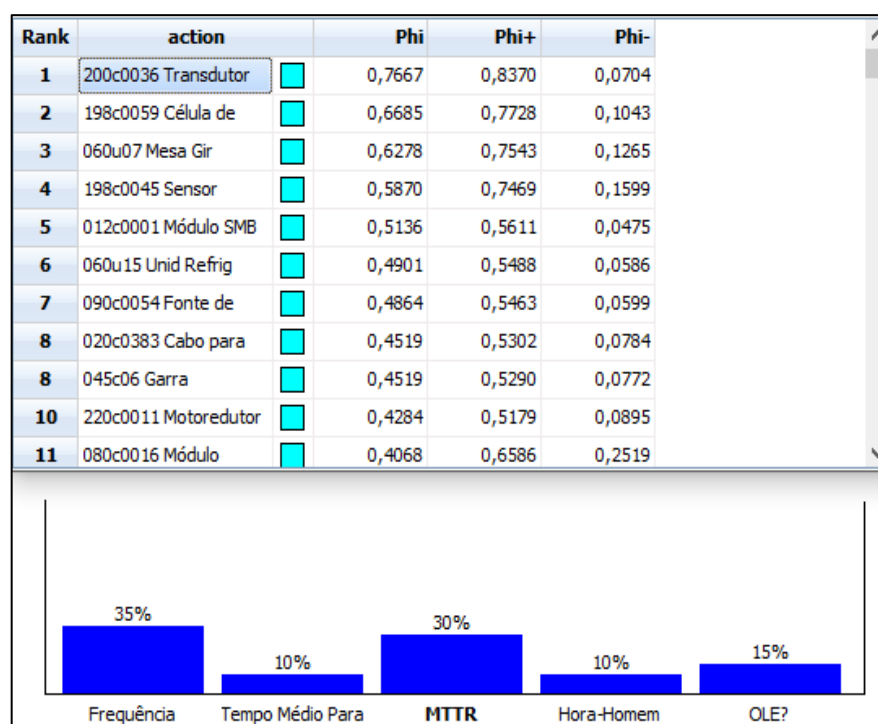 Rank action Phi Phi+ Phi-
1 200c0036 Transdutor 0,7667 0,8370 0,0704
2 198c0059 Célula de 0,6685 0,7728 0,1043
3 060u07 Mesa Gir 0,6278 0,7543 0,1265
4 198c0045 Sensor 0,5870 0,7469 0,1599
5 012c0001 Módulo SMB 0,5136 0,5611 0,0475
6 060u15 Unid Refrig 0,4901 0,5488 0,0586
7 090c0054 Fonte de 0,4864 0,5463 0,0599
8 020c0383 Cabo para 0,4519 0,5302 0,0784
8 045c06 Garra 0,4519 0,5290 0,0772
10 220c0011 Motoredutor 0,4284 0,5179 0,0895
11 080c0016 Módulo 0,4068 0,6586 0,2519
35% 10% 30% 10% 15%
Frequência Tempo Médio Para MTTR Hora-Homem OLE?